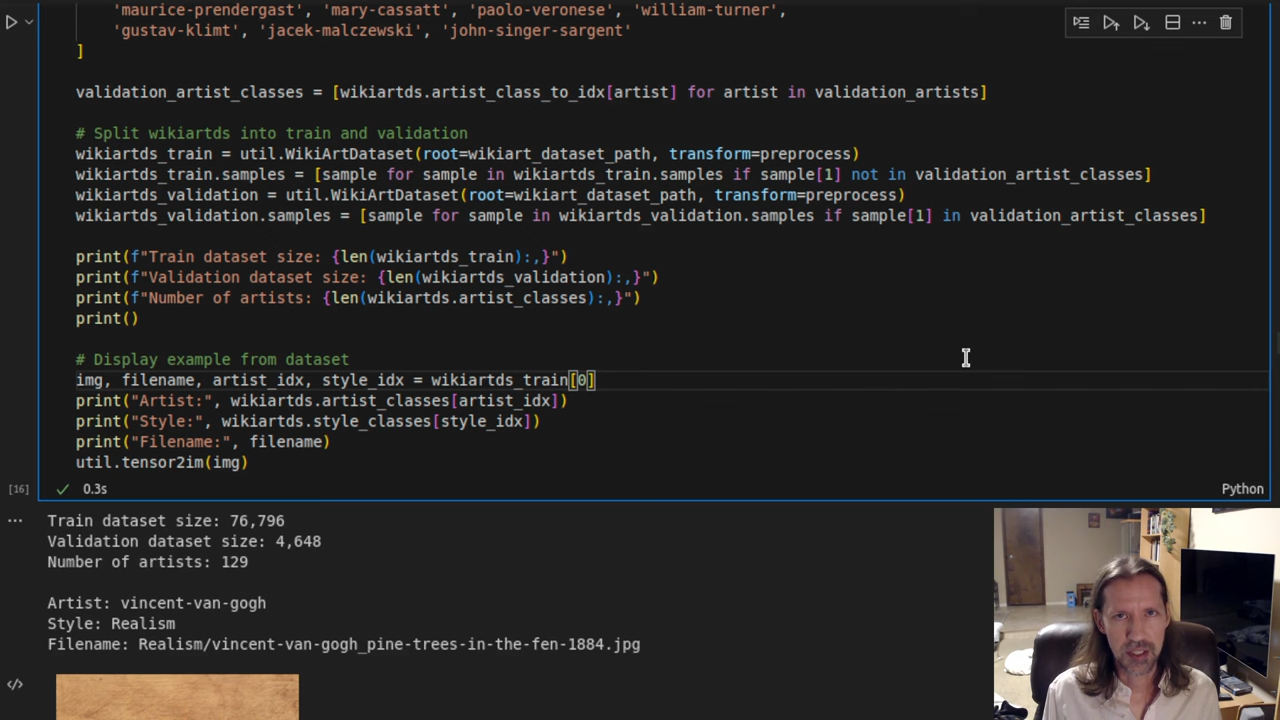 'maurice-prendergast', 'mary-cassatt', 'paolo-veronese', 'william-turner',
'gustav-klimt', 'jacek-malczewski', 'john-singer-sargent'
]
validation_artist_classes = [wikiartds.artist_class_to_idx[artist] for artist in validation_artists]
# Split wikiartds into train and validation
wikiartds_train = util.WikiArtDataset(root=wikiart_dataset_path, transform=preprocess)
wikiartds_train.samples = [sample for sample in wikiartds_train.samples if sample[1] not in validation_artist_classes]
wikiartds_validation = util.WikiArtDataset(root=wikiart_dataset_path, transform=preprocess)
wikiartds_validation.samples = [sample for sample in wikiartds_validation.samples if sample[1] in validation_artist_classes]
print(f"Train dataset size: {len(wikiartds_train):,}")
print(f"Validation dataset size: {len(wikiartds_validation):,}")
print(f"Number of artists: {len(wikiartds.artist_classes):,}")
print()
# Display example from dataset
img, filename, artist_idx, style_idx = wikiartds_train[0]
print("Artist:", wikiartds.artist_classes[artist_idx])
print("Style:", wikiartds.style_classes[style_idx])
print("Filename:", filename)
util.tensor2im(img)
[16] 0.3s Python
Train dataset size: 76,796
Validation dataset size: 4,648
Number of artists: 129
Artist: vincent-van-gogh
Style: Realism
Filename: Realism/vincent-van-gogh_pine-trees-in-the-fen-1884.jpg